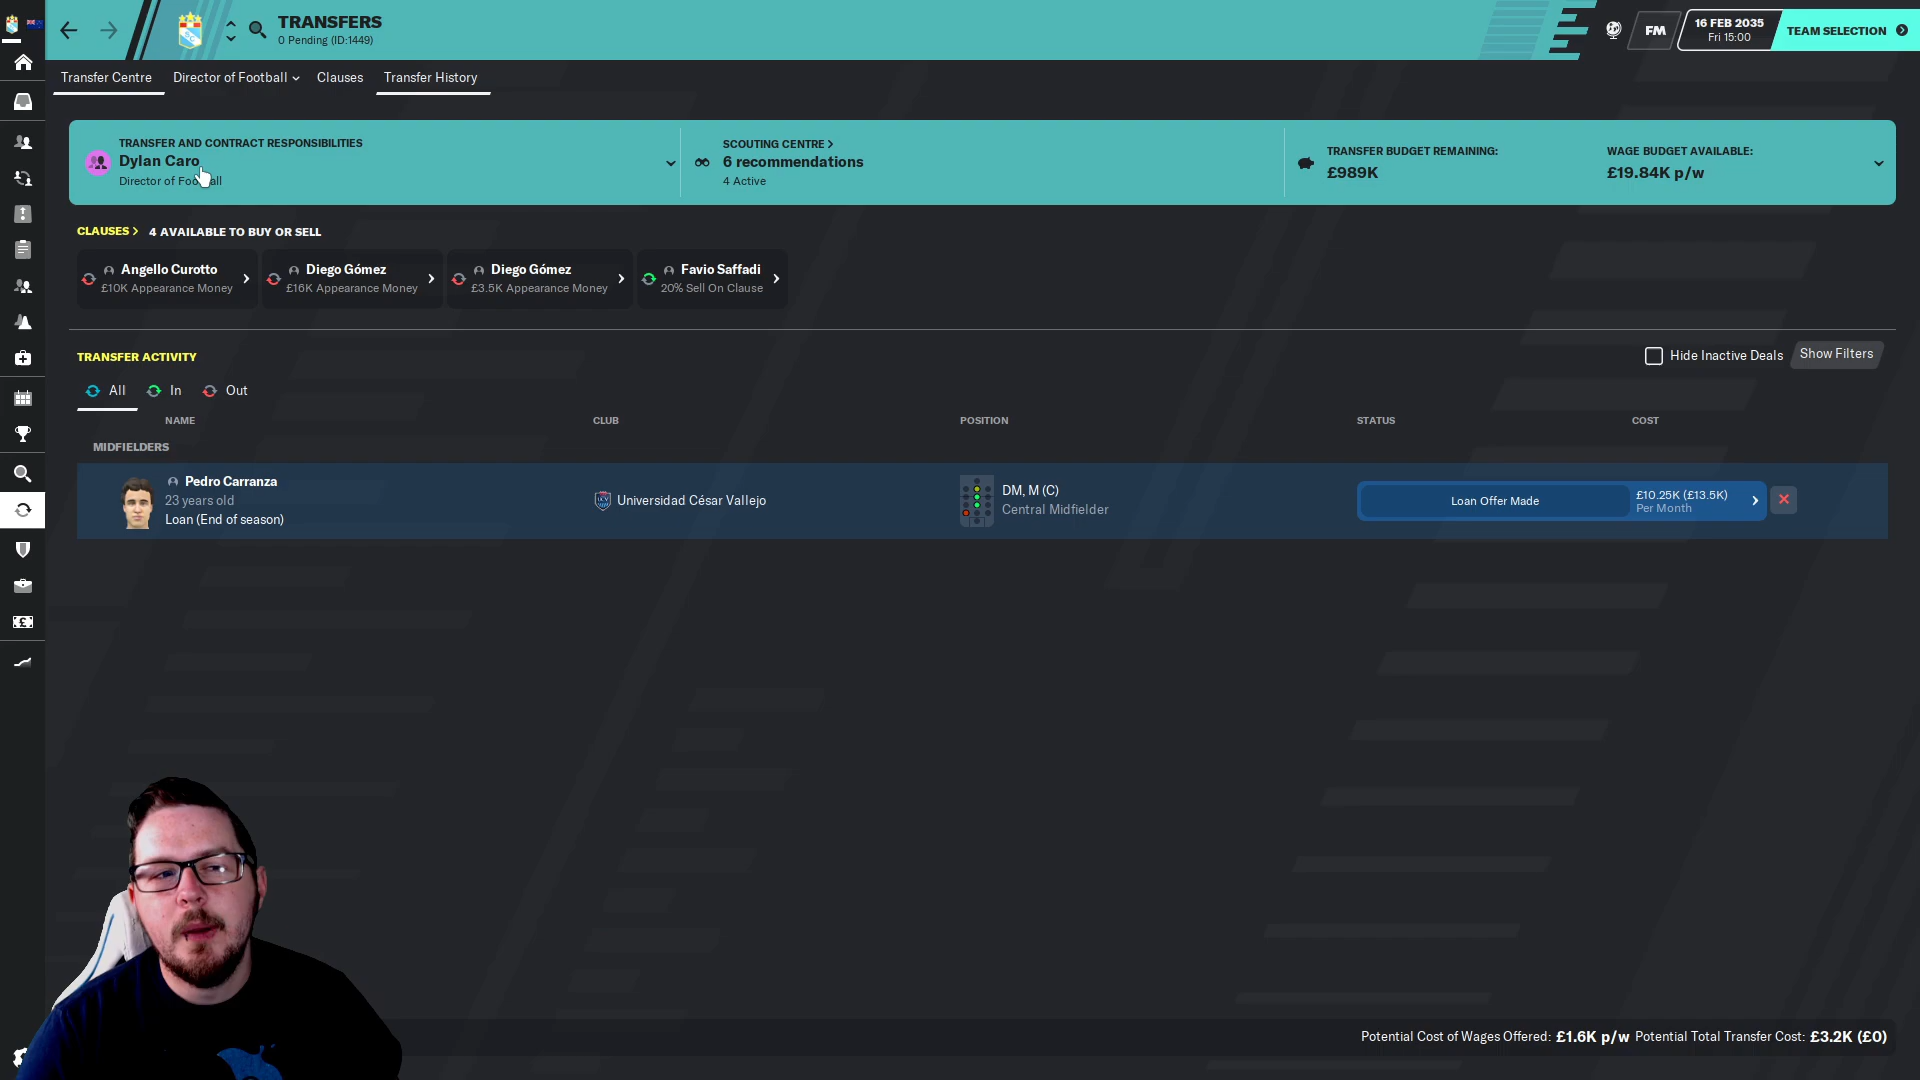 TRANSFERS
0 Pending (ID:1449)
FM
16 FEB 2035
Fri 15:00
TEAM SELECTION
Transfer Centre
Director of Football
Clauses
Transfer History
TRANSFER AND CONTRACT RESPONSIBILITIES
Dylan Caro
Director of Football
SCOUTING CENTRE >
6 recommendations
4 Active
TRANSFER BUDGET REMAINING:
£989K
WAGE BUDGET AVAILABLE:
£19.84K p/w
CLAUSES > 4 AVAILABLE TO BUY OR SELL
Angello Curotto
£10K Appearance Money
Diego Gómez
£16K Appearance Money
Diego Gómez
£3.5K Appearance Money
Favio Saffadi
20% Sell On Clause
TRANSFER ACTIVITY
Hide Inactive Deals
Show Filters
All
In
Out
NAME
CLUB
POSITION
STATUS
COST
MIDFIELDERS
Pedro Carranza
23 years old
Loan (End of season)
Universidad César Vallejo
DM, M (C)
Central Midfielder
Loan Offer Made
£10.25K (£13.5K)
Per Month
Potential Cost of Wages Offered: £1.6K p/w Potential Total Transfer Cost: £3.2K (£0)